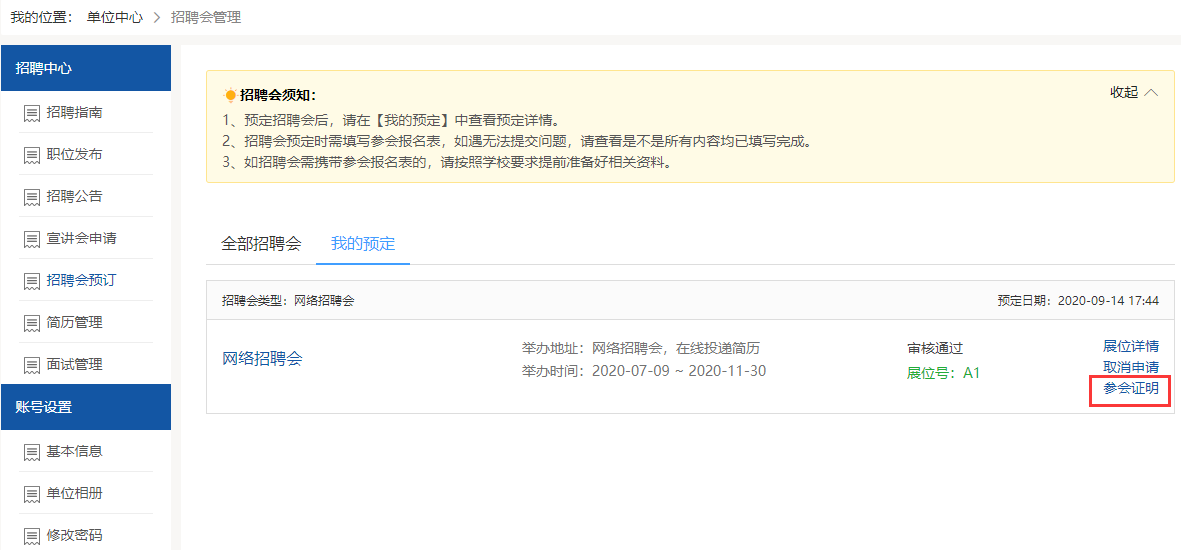 我的位置： 单位中心 > 招聘会管理
招聘中心
招聘指南
职位发布
招聘公告
宣讲会申请
招聘会预订
简历管理
面试管理
账号设置
基本信息
单位相册
修改密码
招聘会须知：
收起
1、预定招聘会后，请在【我的预定】中查看预定详情。
2、招聘会预定时需填写参会报名表，如遇无法提交问题，请查看是不是所有内容均已填写完成。
3、如招聘会需携带参会报名表的，请按照学校要求提前准备好相关资料。
全部招聘会 我的预定
招聘会类型：网络招聘会 预定日期：2020-09-14 17:44
网络招聘会
举办地址：网络招聘会，在线投递简历
举办时间：2020-07-09 ~ 2020-11-30
审核通过
展位号：A1
展位详情
取消申请
参会证明